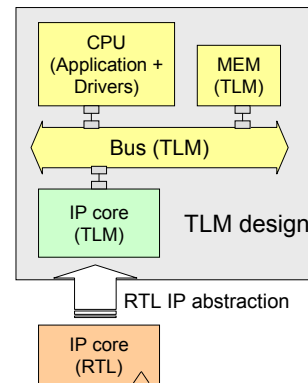 CPU
(Application +
Drivers)
MEM
(TLM)
Bus (TLM)
IP core
(TLM)
TLM design
RTL IP abstraction
IP core
(RTL)